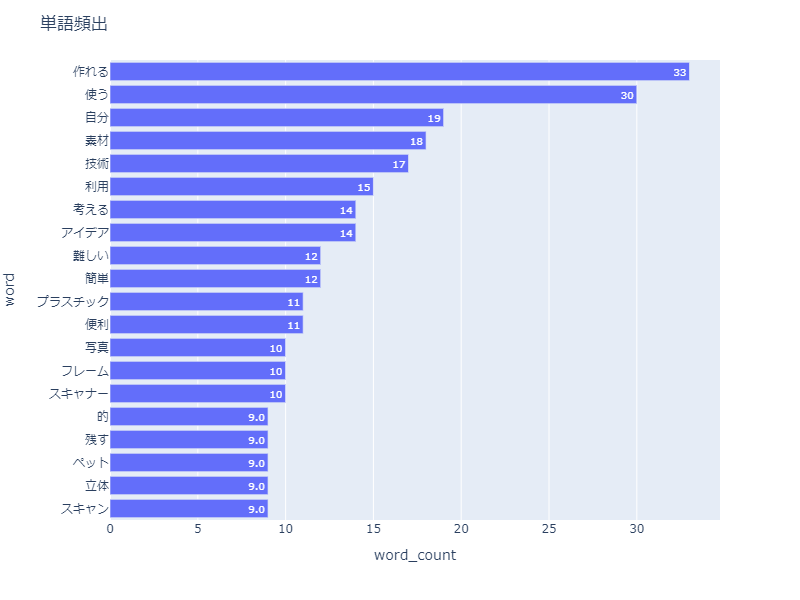 単語頻出
作れる 33
使う 30
自分 19
素材 18
技術 17
利用 15
考える 14
アイデア 14
難しい 12
簡単 12
プラスチック 11
便利 11
写真 10
フレーム 10
スキャナー 10
的 9.0
残す 9.0
ペット 9.0
立体 9.0
スキャン 9.0
0 5 10 15 20 25 30
word_count
word